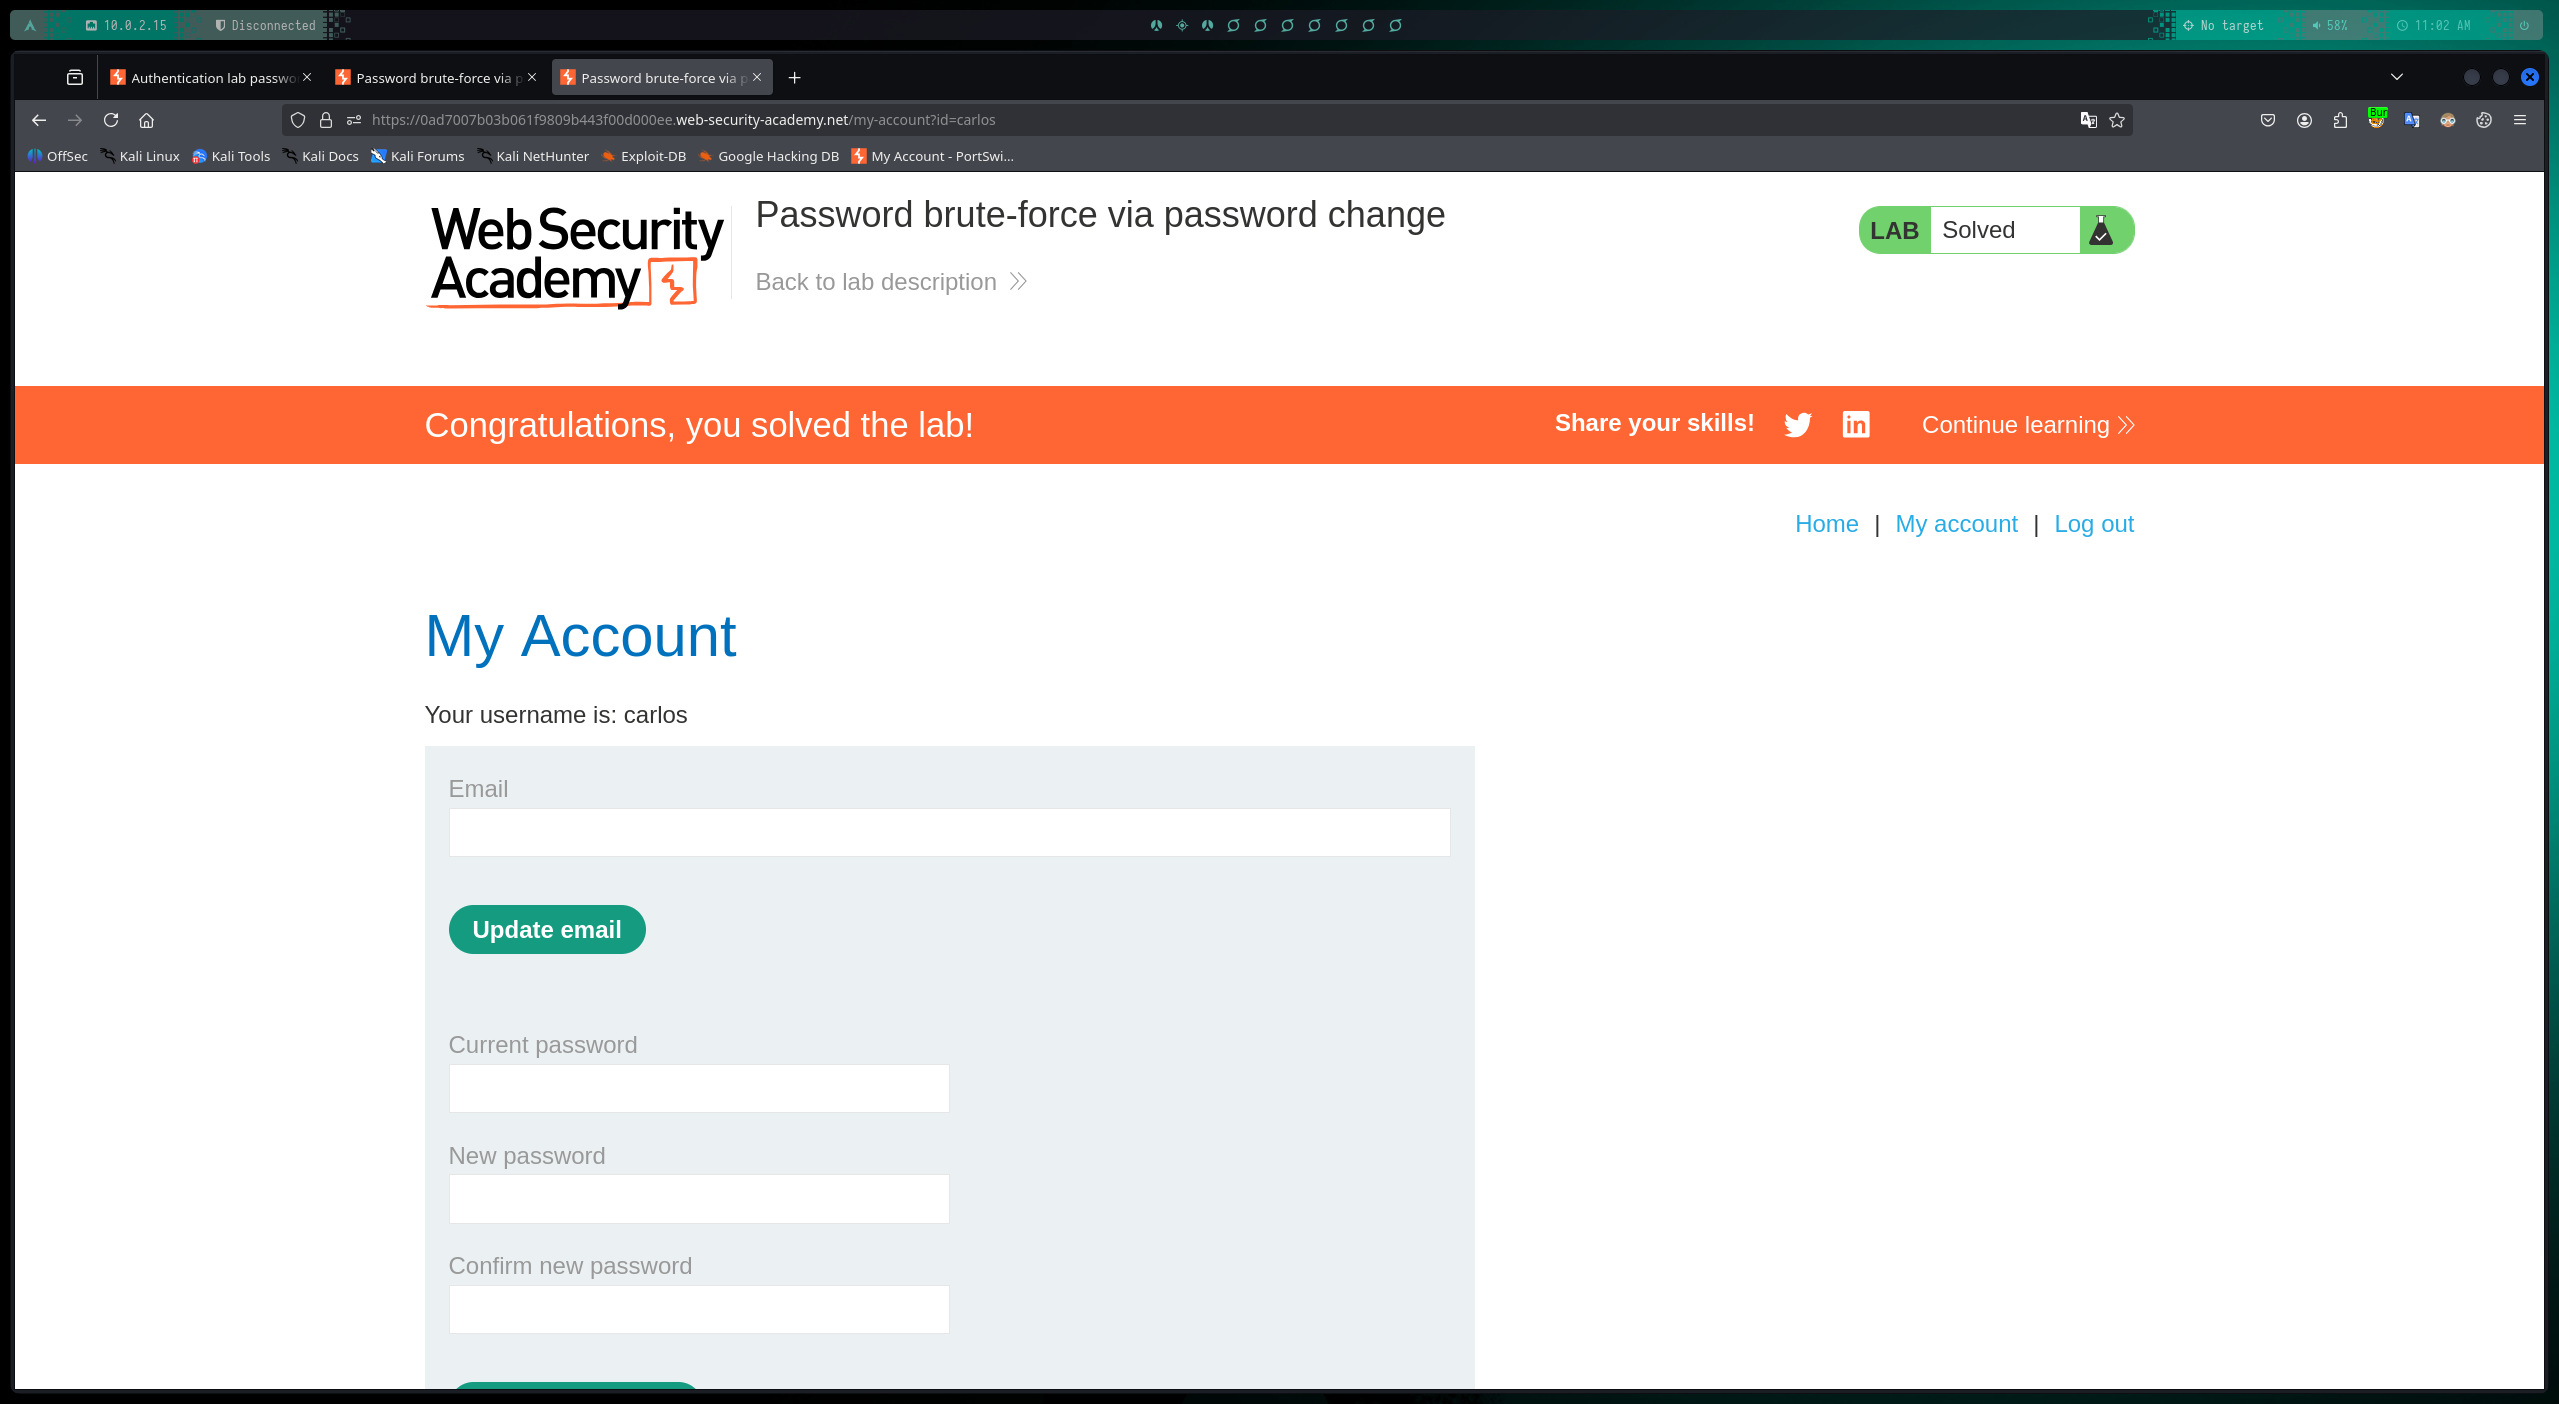 10.0.2.15 Disconnected No target 58% 11:02 AM
Authentication lab passwo Password brute-force via p Password brute-force via p
https://0ad7007b03b061f9809b443f00d000ee.web-security-academy.net/my-account?id=carlos
Bur
OffSec Kali Linux Kali Tools Kali Docs Kali Forums Kali NetHunter Exploit-DB Google Hacking DB My Account - PortSwi...
Web Security
Academy
Password brute-force via password change
LAB Solved
Back to lab description
Congratulations, you solved the lab! Share your skills! Continue learning
Home | My account | Log out
My Account
Your username is: carlos
Email
Update email
Current password
New password
Confirm new password